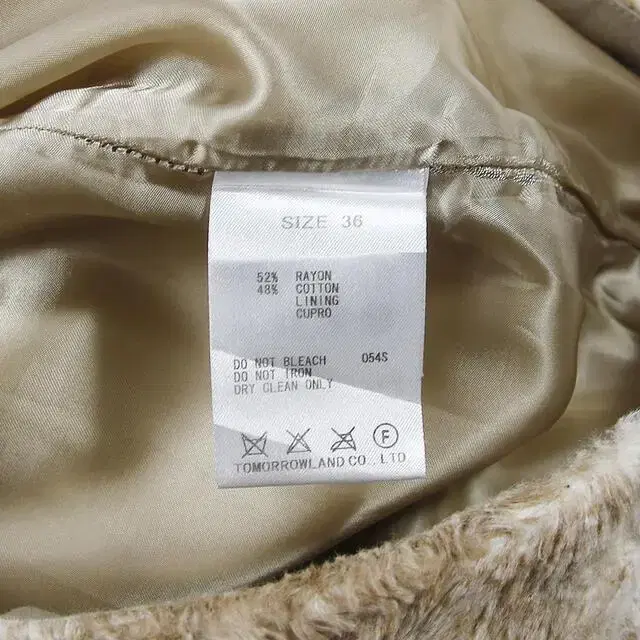 SIZE 36
52% RAYON
48% COTTON
LINING
CUPRO
DO NOT BLEACH 054S
DO NOT IRON
DRY CLEAN ONLY
F
TOMORROWLAND CO., LTD